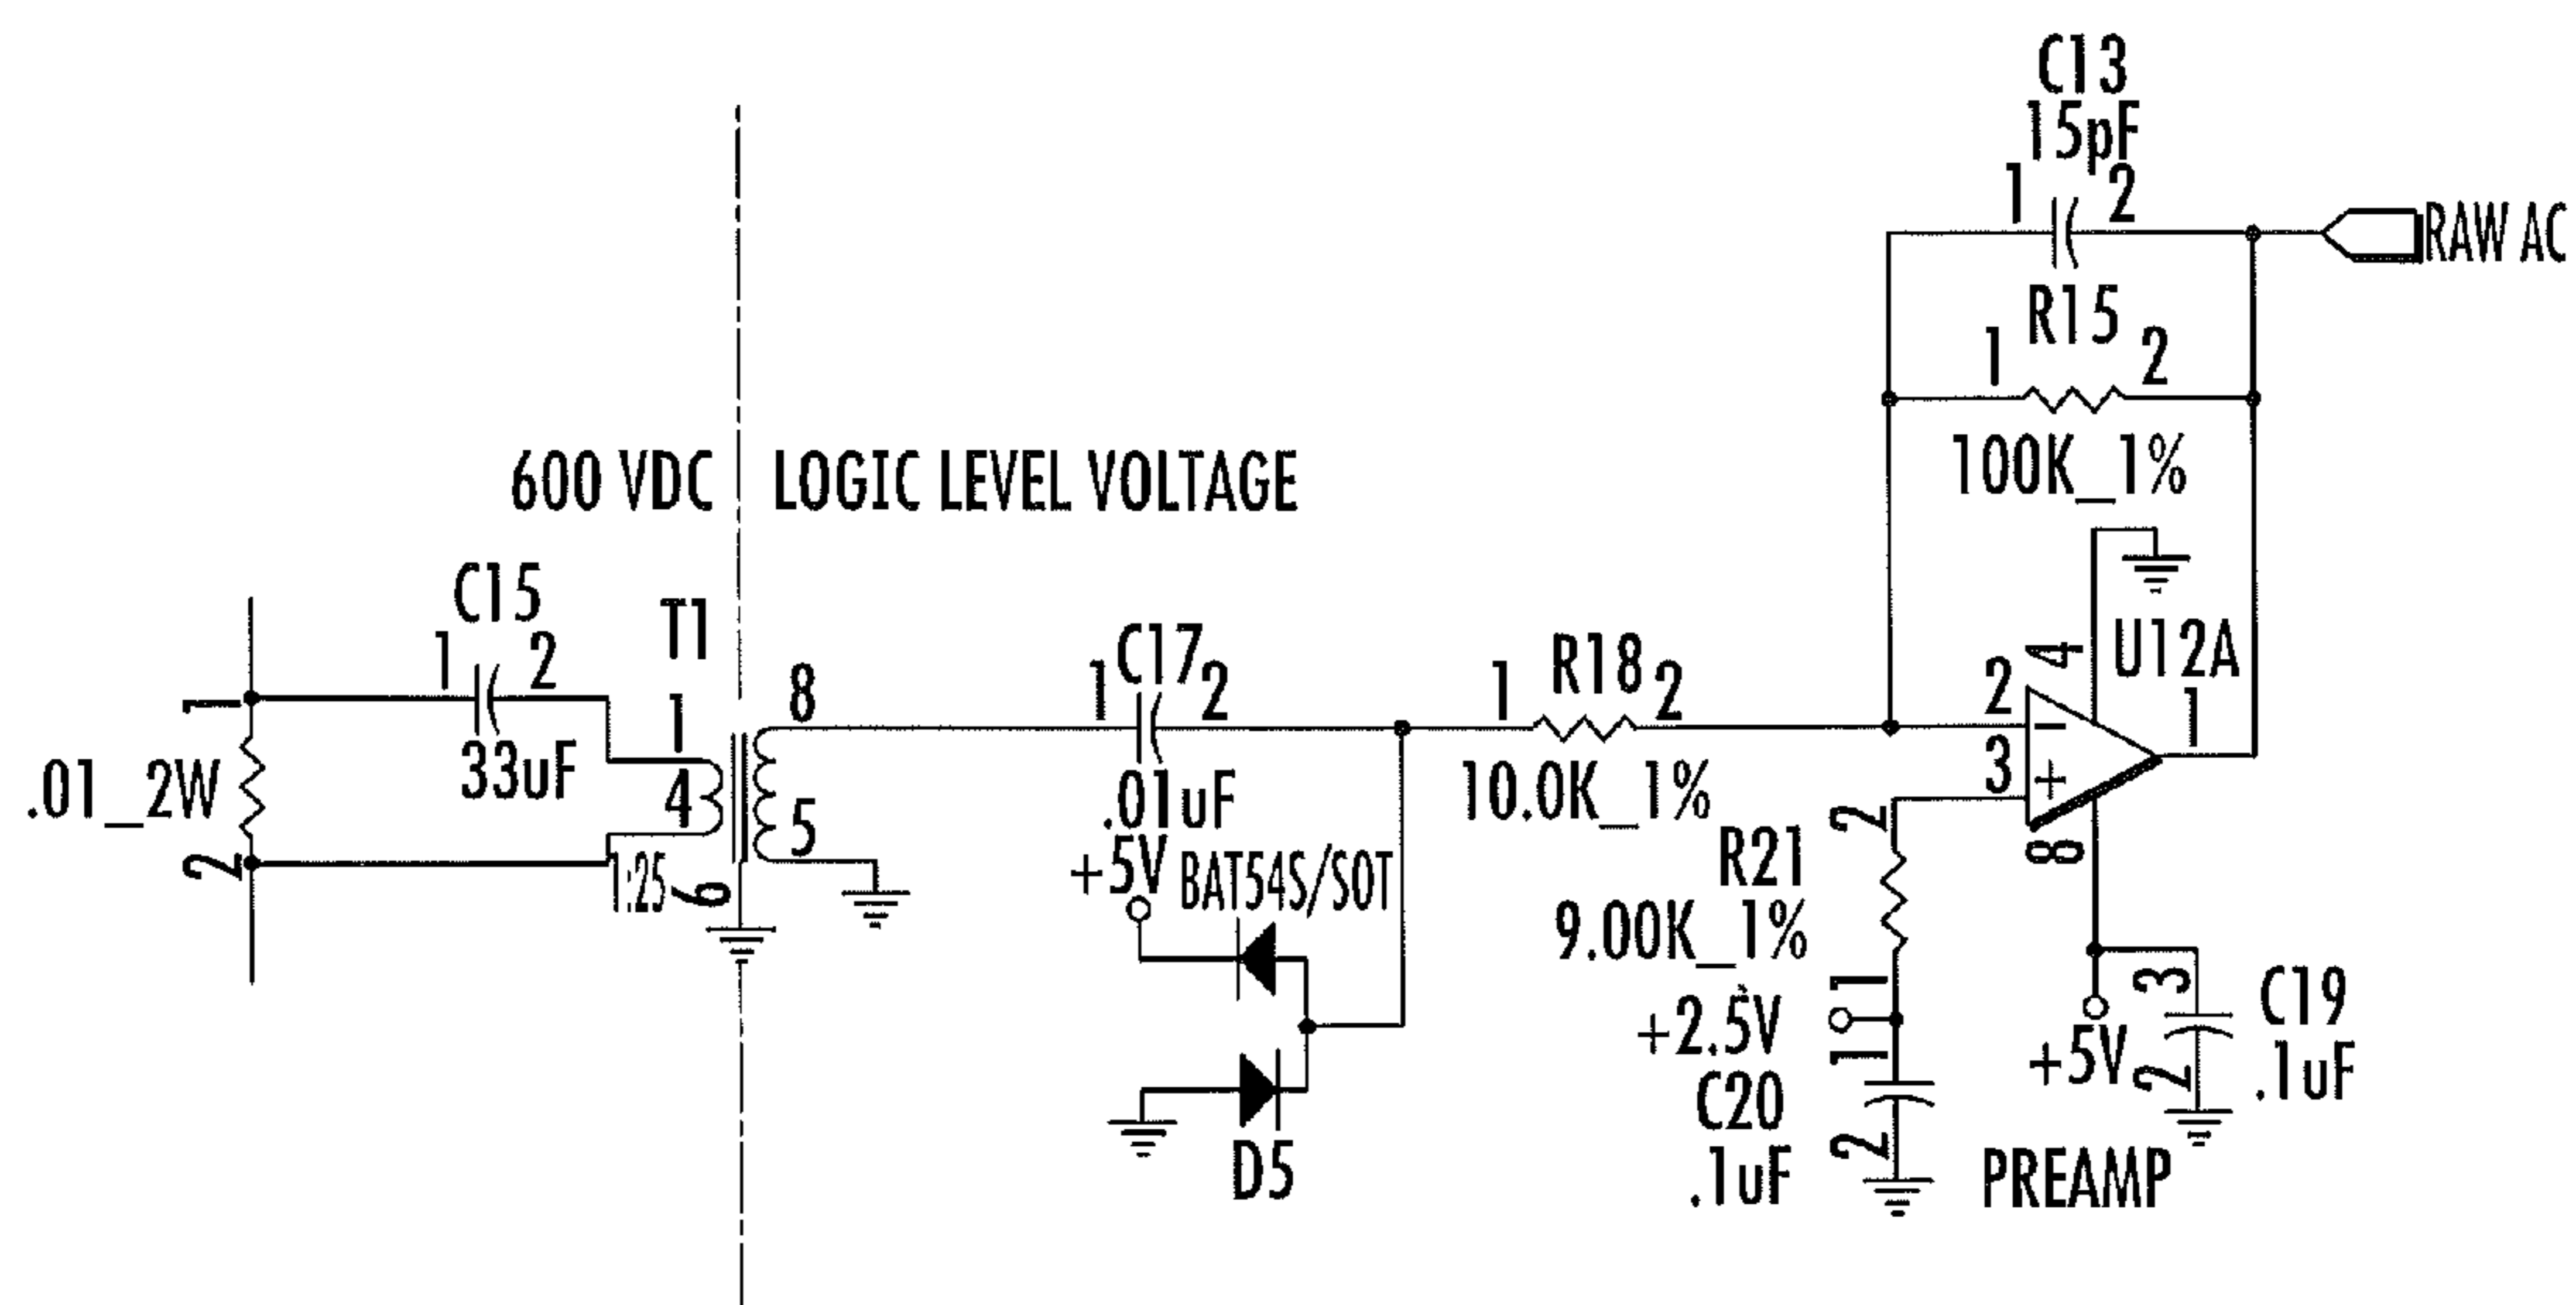 C13
15pF
1
2
RAW AC
R15
1
2
100K_1%
600 VDC
LOGIC LEVEL VOLTAGE
C15
1
2
33uF
1
.01_2W
2
T1
1
4
1:25
6
8
5
C17
1
2
.01uF
+5V
BAT54S/SOT
D5
R18
1
2
10.0K_1%
U12A
4
2
−
3
+
1
8
2
R21
9.00K_1%
1
+2.5V
1
C20
.1uF
2
+5V
3
C19
.1uF
2
PREAMP